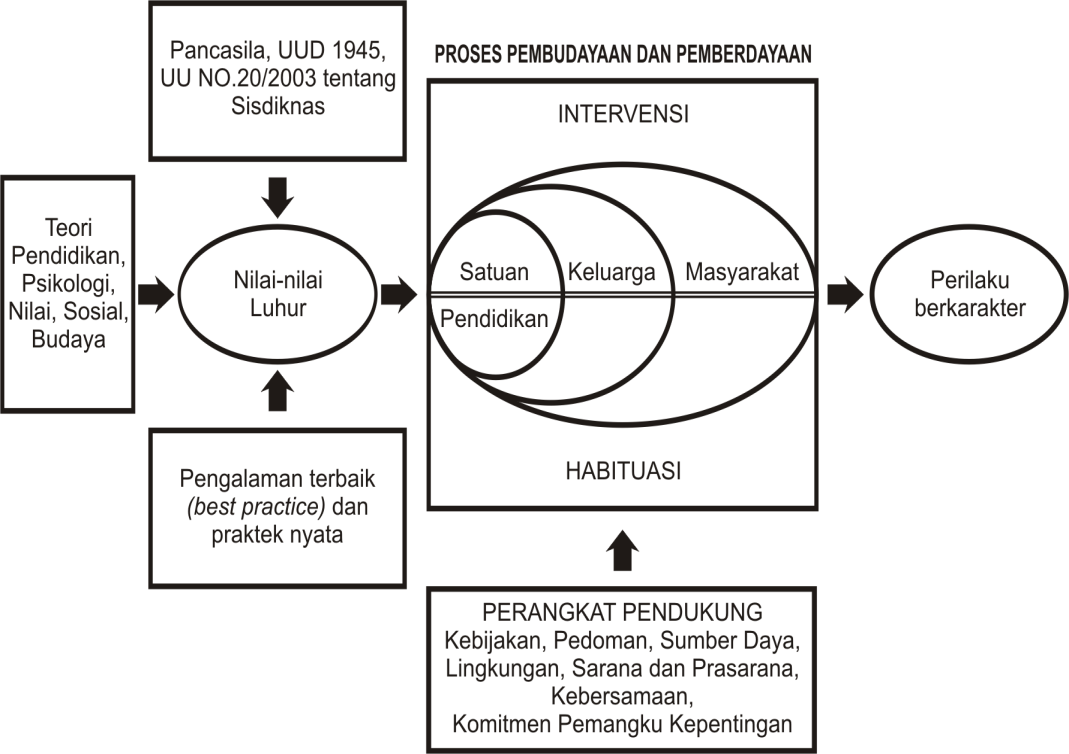 Pancasila, UUD 1945,
UU NO.20/2003 tentang
Sisdiknas
Teori
Pendidikan,
Psikologi,
Nilai, Sosial,
Budaya
Nilai-nilai
Luhur
Pengalaman terbaik
(best practice) dan
praktek nyata
PROSES PEMBUDAYAAN DAN PEMBERDAYAAN
INTERVENSI
Satuan
Pendidikan
Keluarga
Masyarakat
HABITUASI
PERANGKAT PENDUKUNG
Kebijakan, Pedoman, Sumber Daya,
Lingkungan, Sarana dan Prasarana,
Kebersamaan,
Komitmen Pemangku Kepentingan
Perilaku
berkarakter